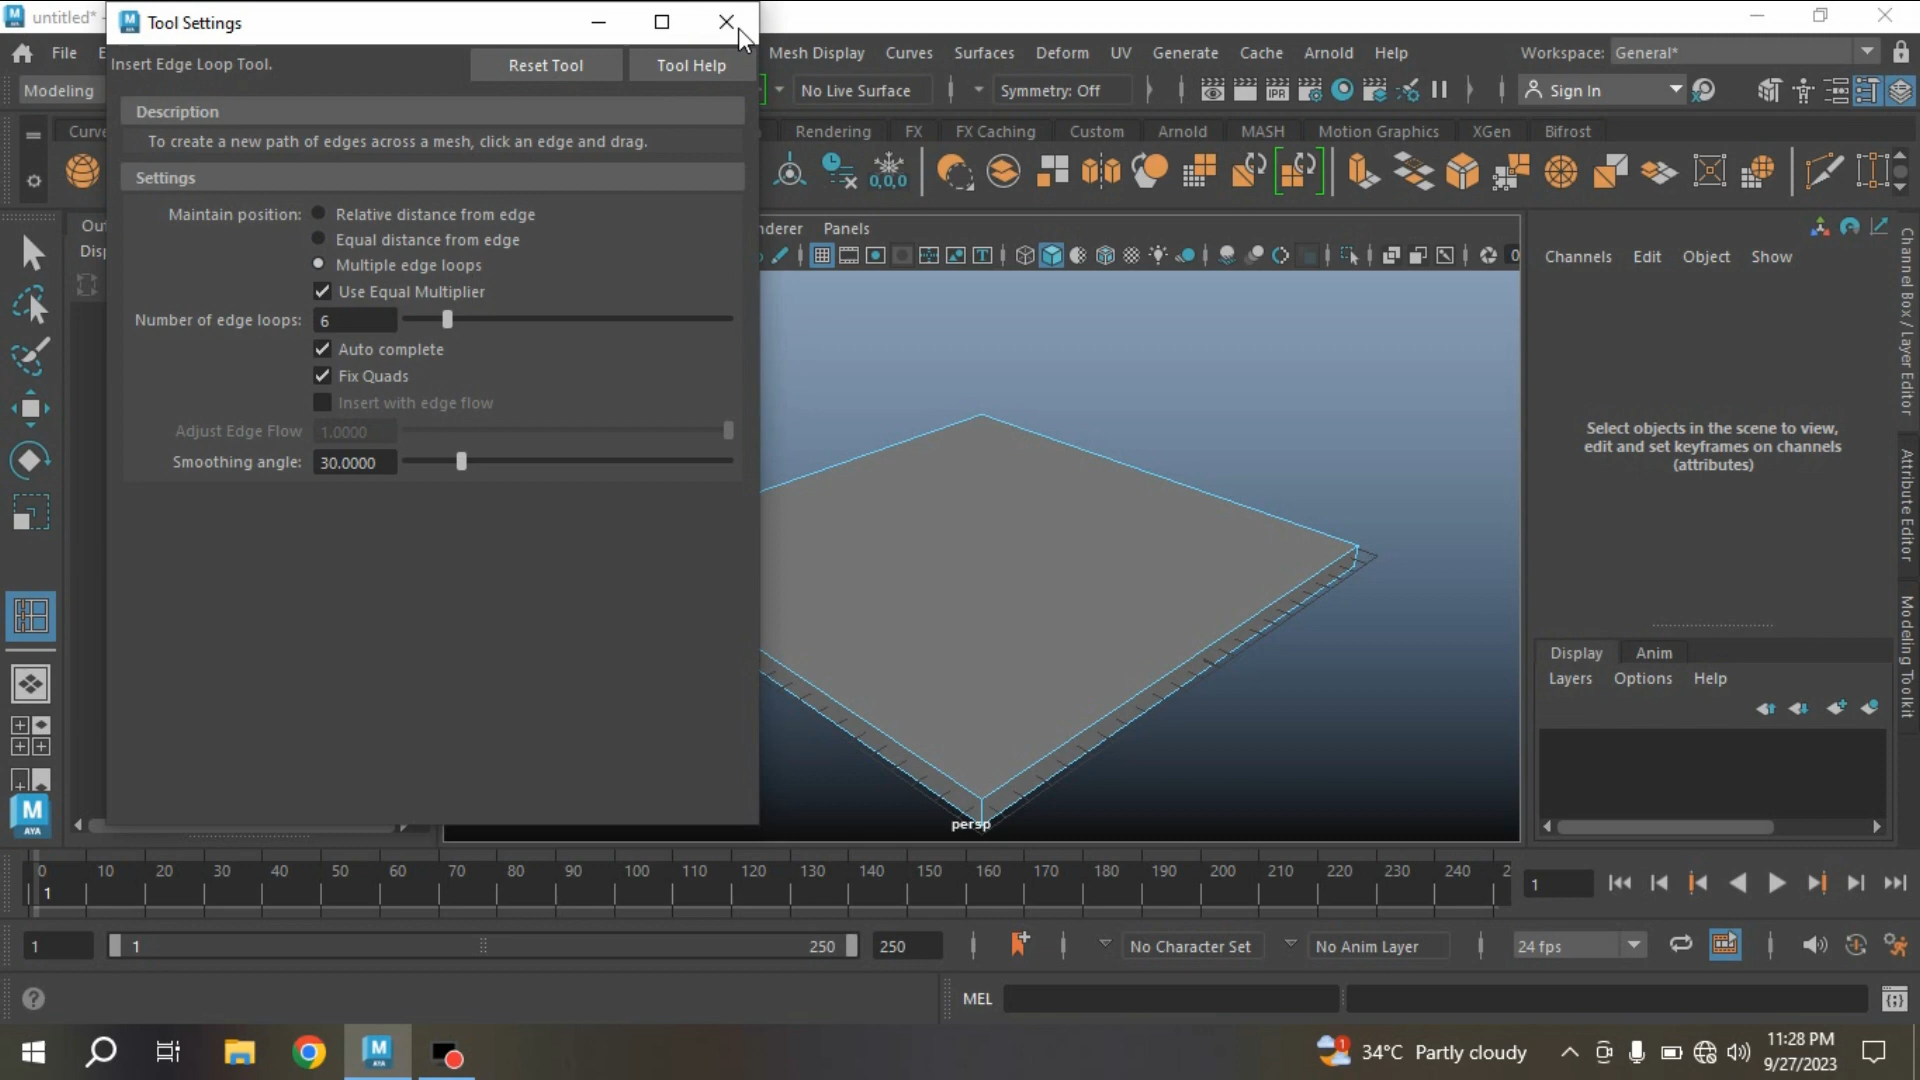 untitled*
Tool Settings
File
Mesh Display Curves Surfaces Deform UV Generate Cache Arnold Help
Workspace: General*
Insert Edge Loop Tool.
Reset Tool
Tool Help
Modeling
No Live Surface
Symmetry: Off
IPR
Sign In
Description
To create a new path of edges across a mesh, click an edge and drag.
Rendering FX FX Caching Custom Arnold MASH Motion Graphics XGen Bifrost
0,0,0
Settings
Maintain position: Relative distance from edge
Equal distance from edge
Multiple edge loops
Use Equal Multiplier
Number of edge loops: 6
Auto complete
Fix Quads
Insert with edge flow
Adjust Edge Flow 1.0000
Smoothing angle: 30.0000
Panels
Channels Edit Object Show
Select objects in the scene to view,
edit and set keyframes on channels
(attributes)
Channel Box / Layer Editor
Attribute Editor
Modeling Toolkit
Display Anim
Layers Options Help
persp
M
AYA
0 10 20 30 40 50 60 70 80 90 100 110 120 130 140 150 160 170 180 190 200 210 220 230 240 2
1
1
1 1 250 250
No Character Set
No Anim Layer
24 fps
MEL
34°C Partly cloudy
11:28 PM
9/27/2023